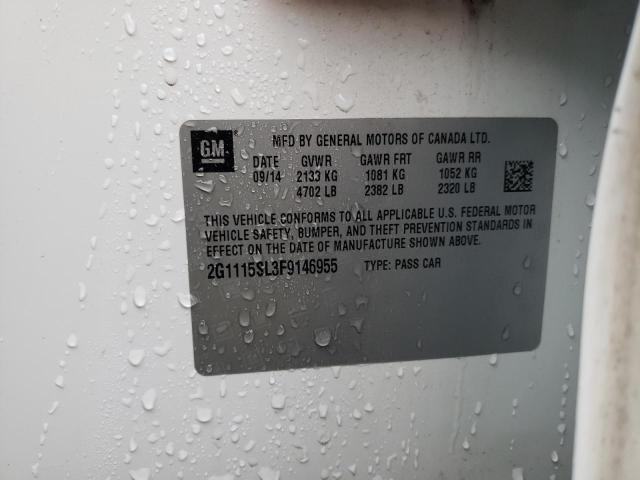 GM
MFD BY GENERAL MOTORS OF CANADA LTD.
DATE GVWR GAWR FRT GAWR RR
09/14 2133 KG 1081 KG 1052 KG
4702 LB 2382 LB 2320 LB
THIS VEHICLE CONFORMS TO ALL APPLICABLE U.S. FEDERAL MOTOR
VEHICLE SAFETY, BUMPER, AND THEFT PREVENTION STANDARDS IN
EFFECT ON THE DATE OF MANUFACTURE SHOWN ABOVE.
2G1115SL3F9146955 TYPE: PASS CAR